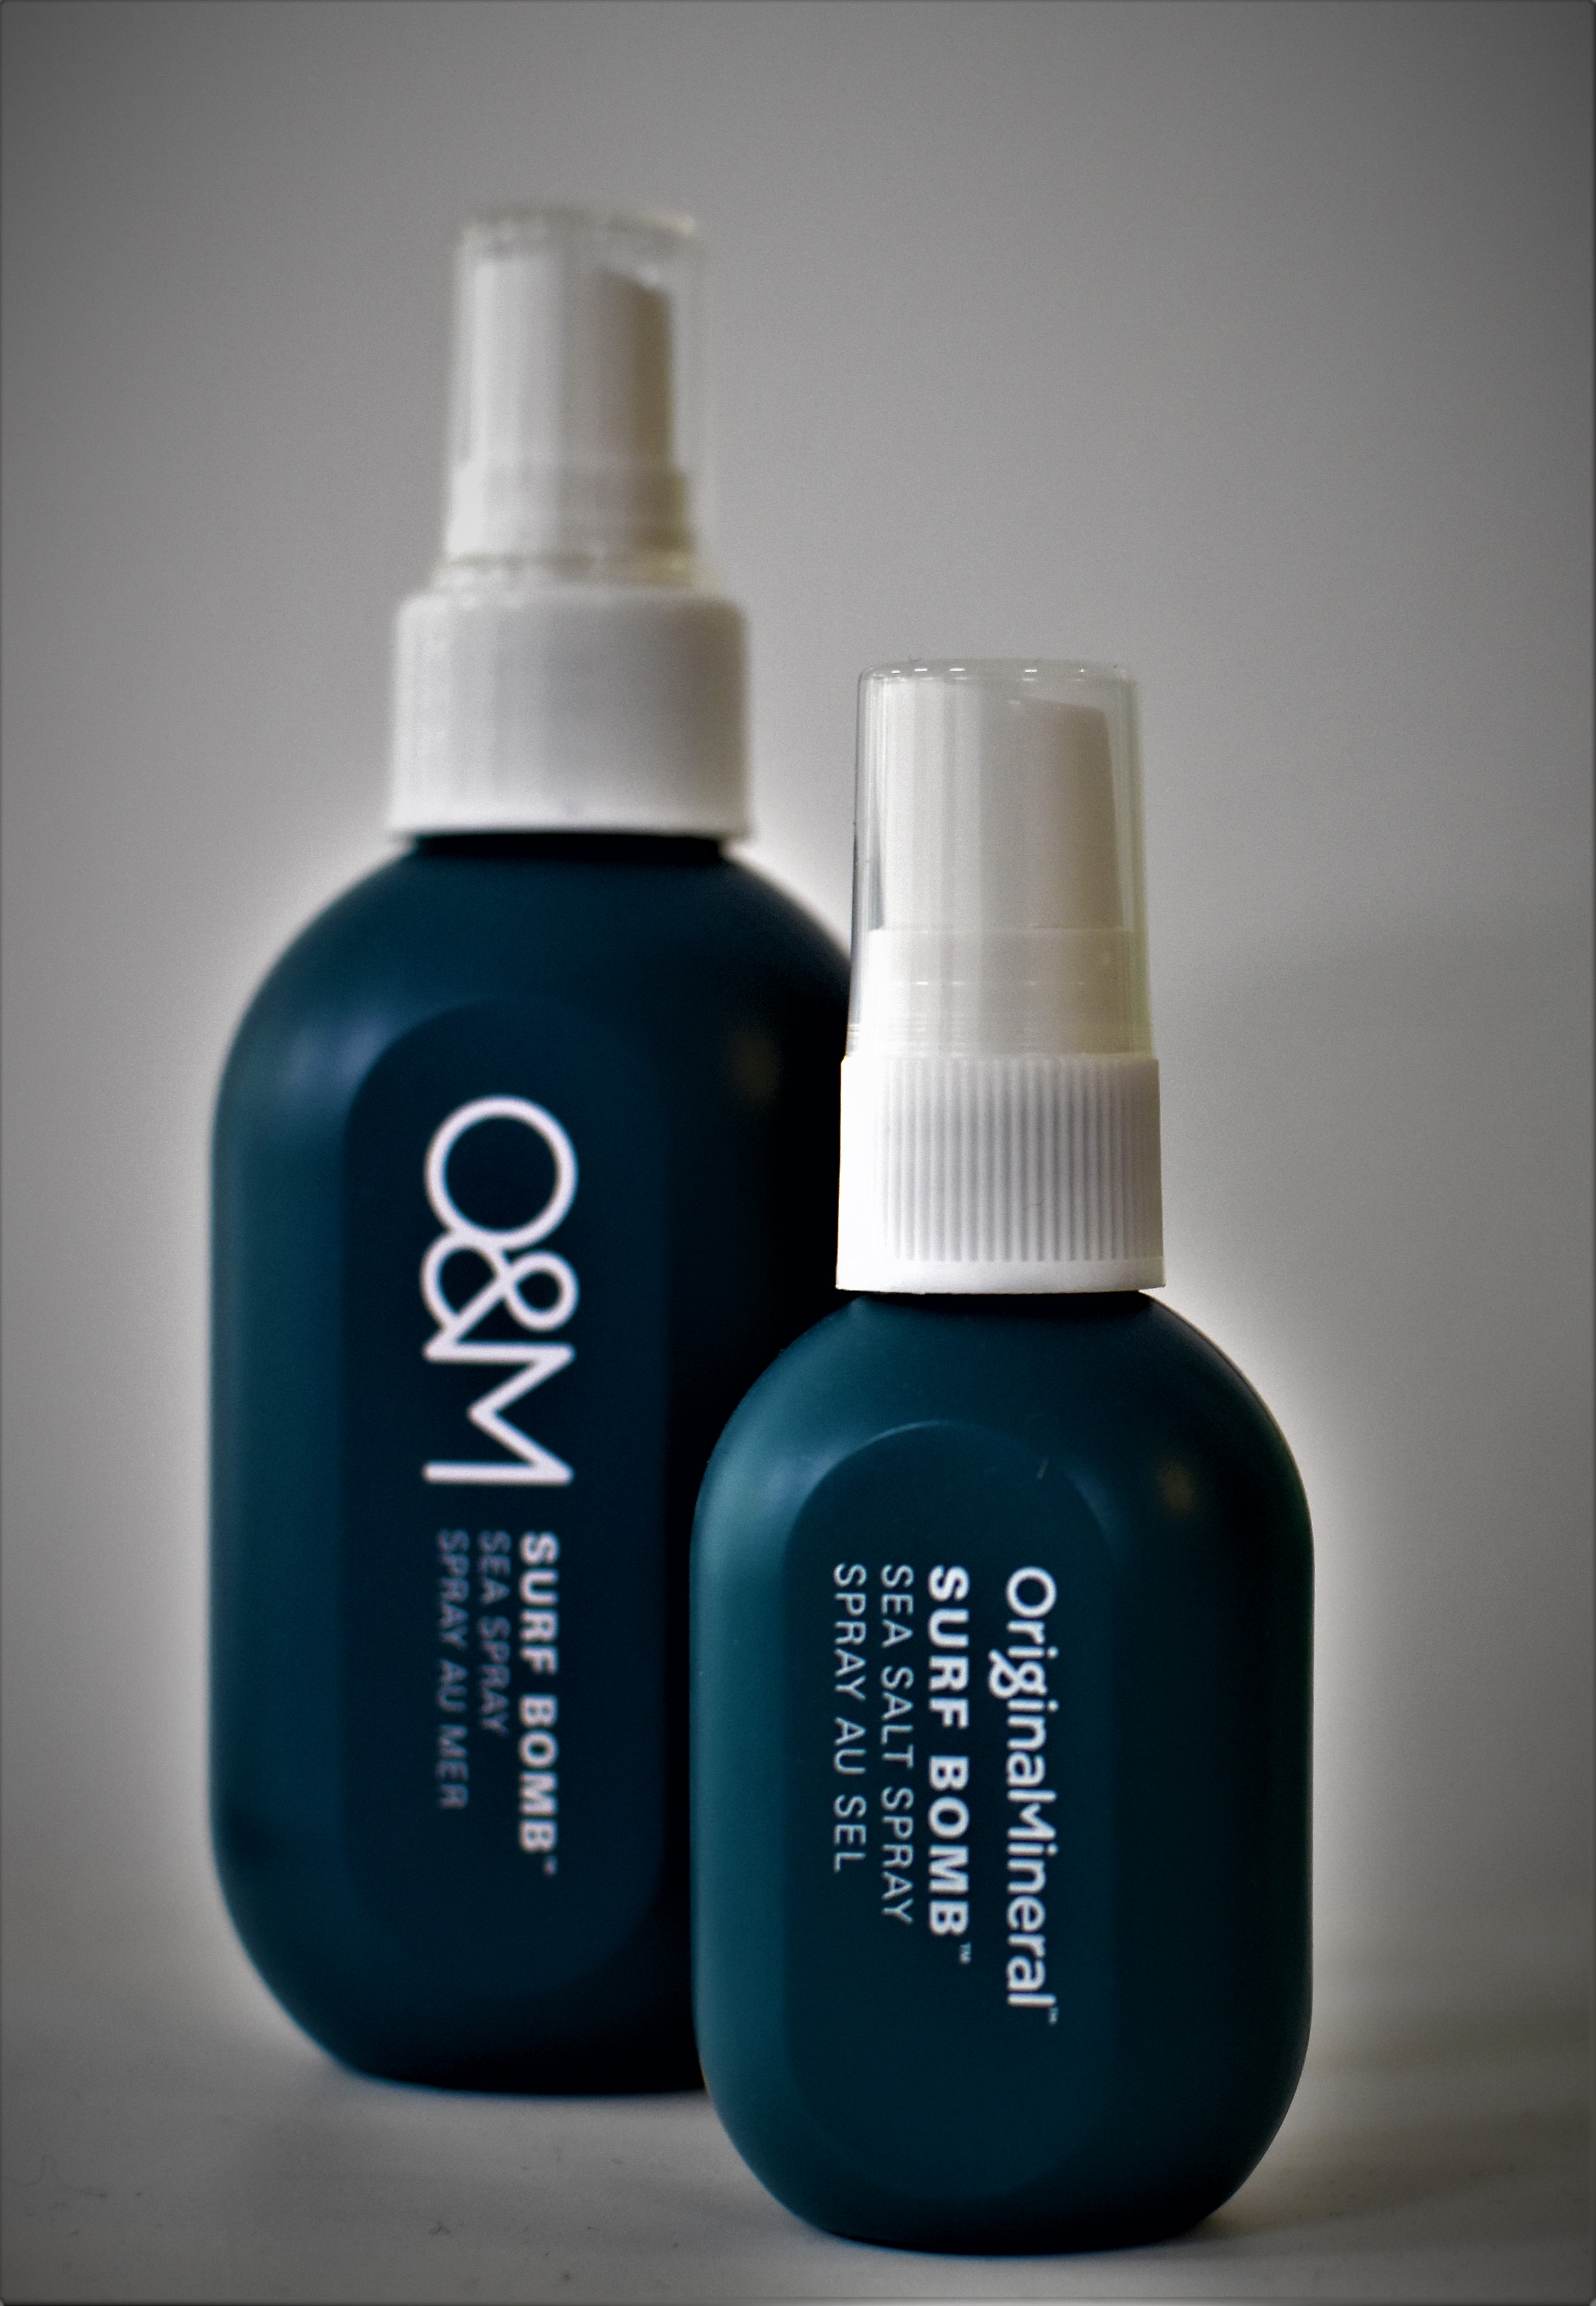 O&M
SURF BOMB™
SEA SPRAY
SPRAY AU MER
OriginalMineral™
SURF BOMB™
SEA SALT SPRAY
SPRAY AU SEL